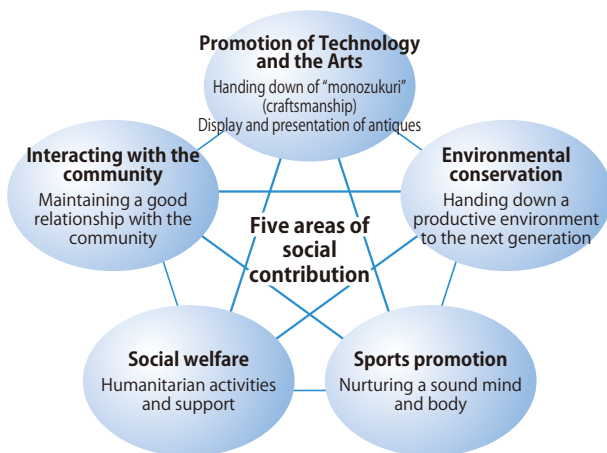 Promotion of Technology
and the Arts
Handing down of “monozukuri”
(craftsmanship)
Display and presentation of antiques
Interacting with the
community
Maintaining a good
relationship with the
community
Environmental
conservation
Handing down
a productive environment
to the next generation
Five areas of
social
contribution
Social welfare
Humanitarian activities
and support
Sports promotion
Nurturing a sound mind
and body